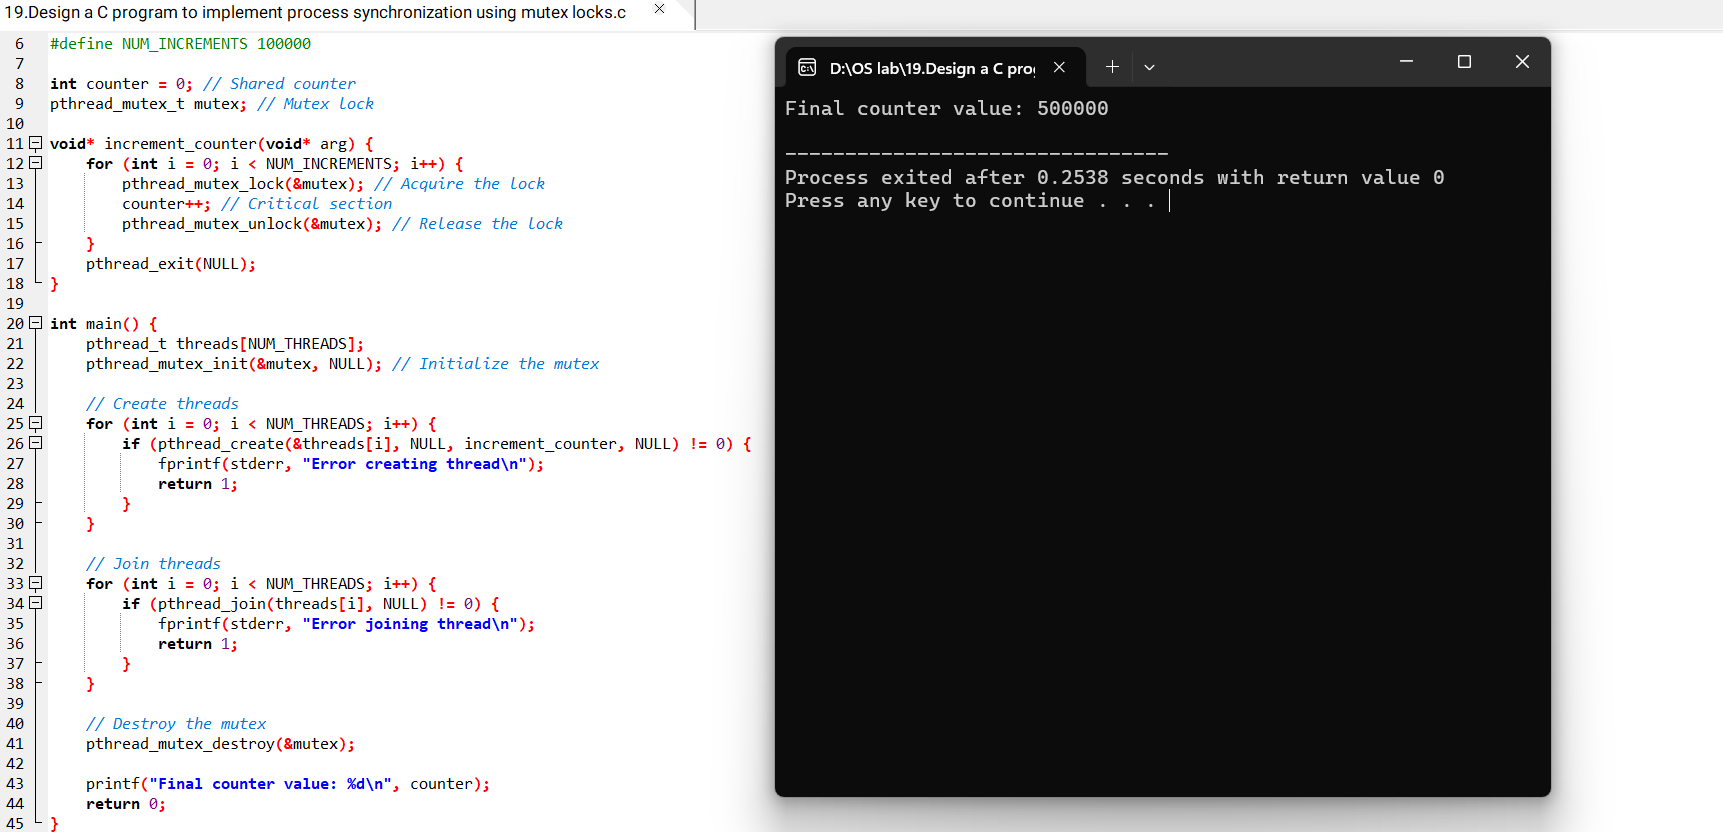 19.Design a C program to implement process synchronization using mutex locks.c
6 #define NUM_INCREMENTS 100000
7
8 int counter = 0; // Shared counter
9 pthread_mutex_t mutex; // Mutex lock
10
11 void* increment_counter(void* arg) {
12     for (int i = 0; i < NUM_INCREMENTS; i++) {
13         pthread_mutex_lock(&mutex); // Acquire the lock
14         counter++; // Critical section
15         pthread_mutex_unlock(&mutex); // Release the lock
16     }
17     pthread_exit(NULL);
18 }
19
20 int main() {
21     pthread_t threads[NUM_THREADS];
22     pthread_mutex_init(&mutex, NULL); // Initialize the mutex
23
24     // Create threads
25     for (int i = 0; i < NUM_THREADS; i++) {
26         if (pthread_create(&threads[i], NULL, increment_counter, NULL) != 0) {
27             fprintf(stderr, "Error creating thread\n");
28             return 1;
29         }
30     }
31
32     // Join threads
33     for (int i = 0; i < NUM_THREADS; i++) {
34         if (pthread_join(threads[i], NULL) != 0) {
35             fprintf(stderr, "Error joining thread\n");
36             return 1;
37         }
38     }
39
40     // Destroy the mutex
41     pthread_mutex_destroy(&mutex);
42
43     printf("Final counter value: %d\n", counter);
44     return 0;
45 }
D:\OS lab\19.Design a C pro
Final counter value: 500000
--------------------------------
Process exited after 0.2538 seconds with return value 0
Press any key to continue . . .